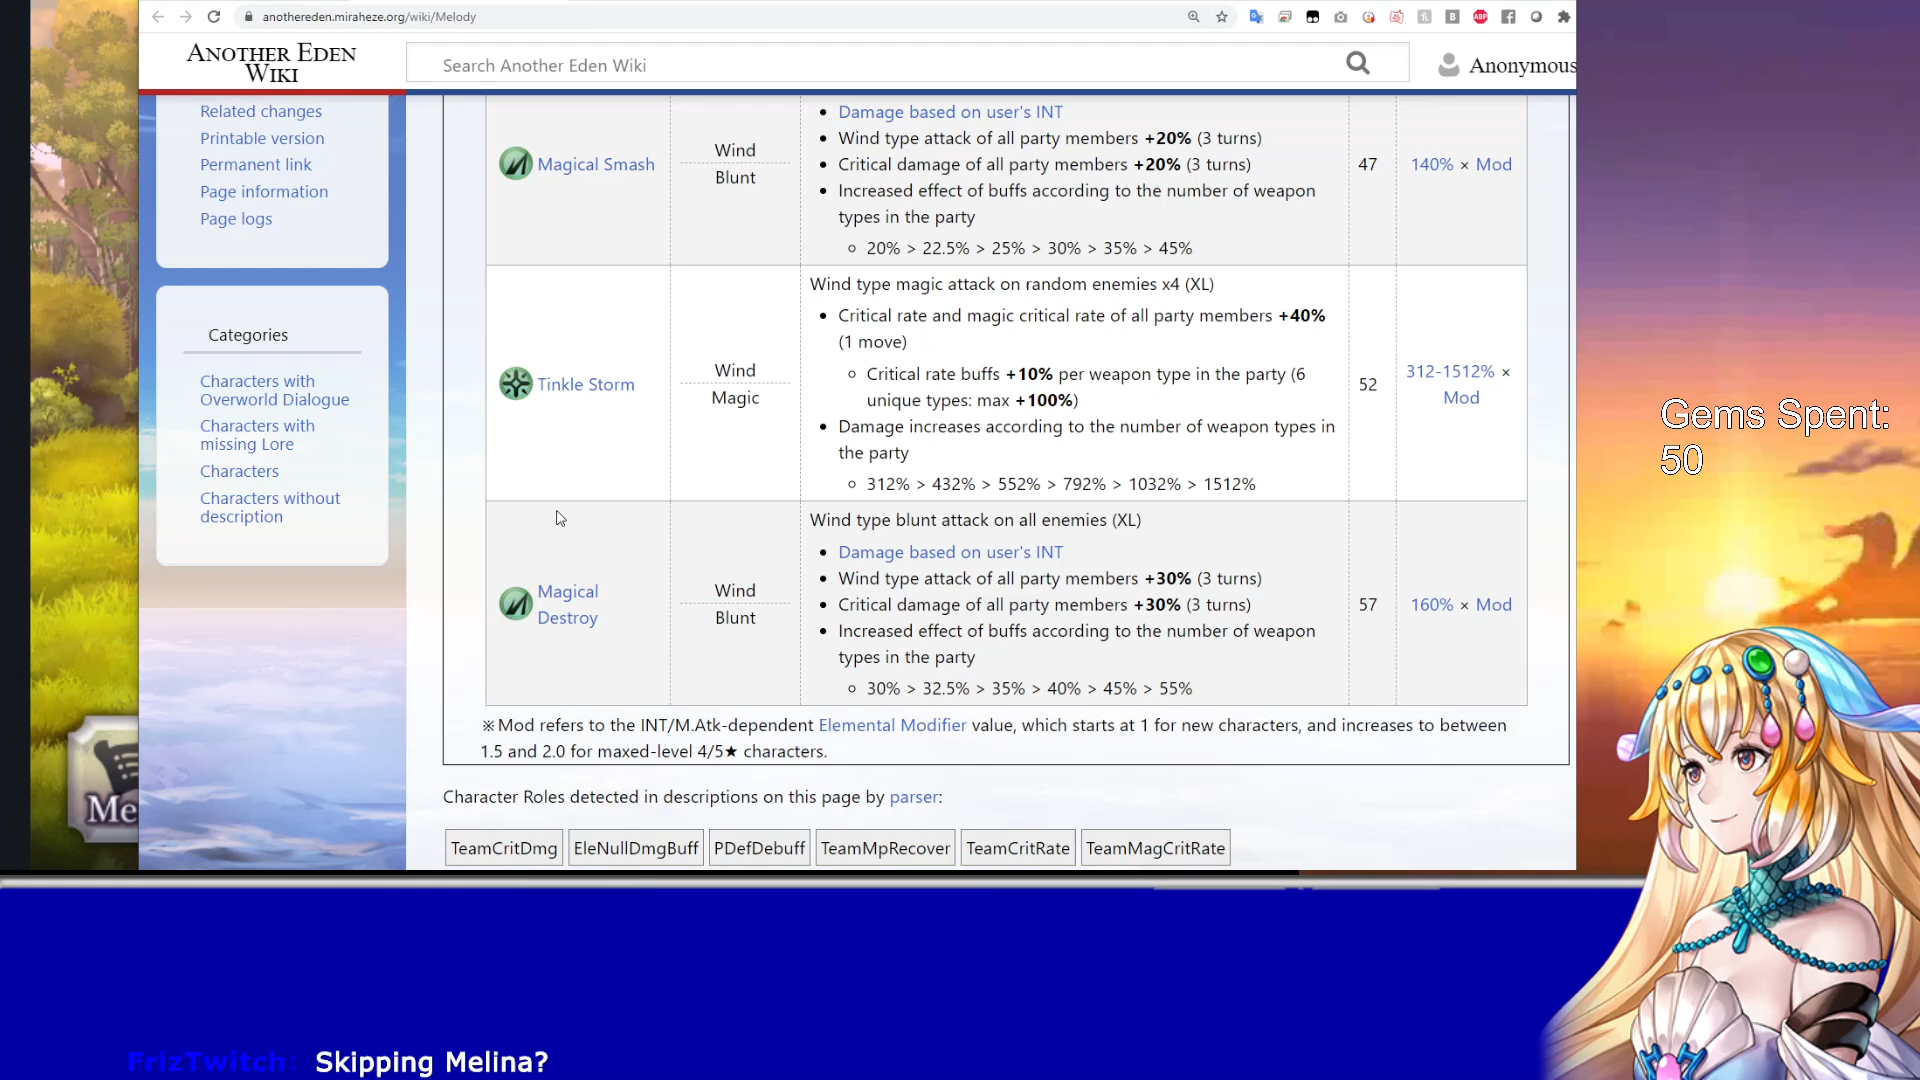 anothereden.miraheze.org/wiki/Melody
ANOTHER EDEN
WIKI
Search Another Eden Wiki
Anonymous
Related changes
Printable version
Permanent link
Page information
Page logs
Categories
Characters with
Overworld Dialogue
Characters with
missing Lore
Characters
Characters without
description
Magical Smash
Wind
Blunt
Damage based on user's INT
Wind type attack of all party members +20% (3 turns)
Critical damage of all party members +20% (3 turns)
Increased effect of buffs according to the number of weapon
types in the party
20% > 22.5% > 25% > 30% > 35% > 45%
47
140% × Mod
Tinkle Storm
Wind
Magic
Wind type magic attack on random enemies x4 (XL)
Critical rate and magic critical rate of all party members +40%
(1 move)
Critical rate buffs +10% per weapon type in the party (6
unique types: max +100%)
Damage increases according to the number of weapon types in
the party
312% > 432% > 552% > 792% > 1032% > 1512%
52
312-1512% ×
Mod
Magical
Destroy
Wind
Blunt
Wind type blunt attack on all enemies (XL)
Damage based on user's INT
Wind type attack of all party members +30% (3 turns)
Critical damage of all party members +30% (3 turns)
Increased effect of buffs according to the number of weapon
types in the party
30% > 32.5% > 35% > 40% > 45% > 55%
57
160% × Mod
※Mod refers to the INT/M.Atk-dependent Elemental Modifier value, which starts at 1 for new characters, and increases to between
1.5 and 2.0 for maxed-level 4/5★ characters.
Character Roles detected in descriptions on this page by parser:
TeamCritDmg EleNullDmgBuff PDefDebuff TeamMpRecover TeamCritRate TeamMagCritRate
Me
Gems Spent:
50
FrizTwitch: Skipping Melina?